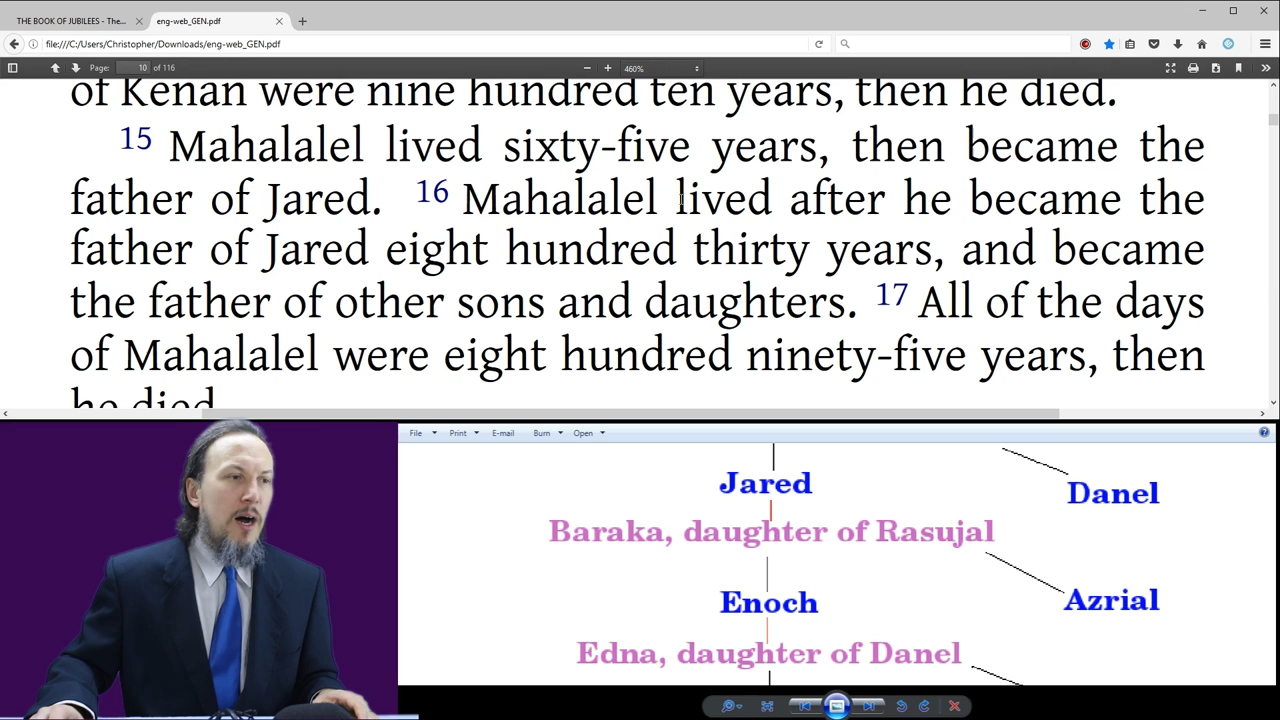 THE BOOK OF JUBILEES - The...
eng-web_GEN.pdf
file:///C:/Users/Christopher/Downloads/eng-web_GEN.pdf
Page: 10 of 116
460%
of Kenan were nine hundred ten years, then he died.
15 Mahalalel lived sixty-five years, then became the
father of Jared. 16 Mahalalel lived after he became the
father of Jared eight hundred thirty years, and became
the father of other sons and daughters. 17 All of the days
of Mahalalel were eight hundred ninety-five years, then
he died.
File Print E-mail Burn Open
Jared
Danel
Baraka, daughter of Rasujal
Enoch
Azrial
Edna, daughter of Danel